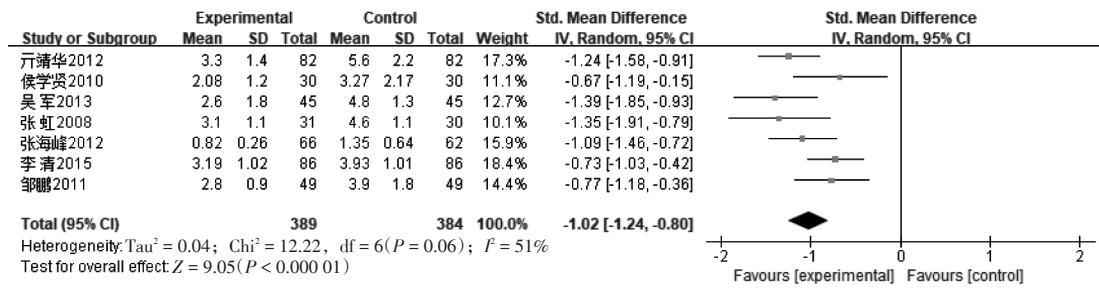 Experimental Control Std. Mean Difference Std. Mean Difference
Study or Subgroup Mean SD Total Mean SD Total Weight IV, Random, 95% CI IV, Random, 95% CI
亓靖华2012 3.3 1.4 82 5.6 2.2 82 17.3% -1.24 [-1.58, -0.91]
侯学贤2010 2.08 1.2 30 3.27 2.17 30 11.1% -0.67 [-1.19, -0.15]
吴 军2013 2.6 1.8 45 4.8 1.3 45 12.7% -1.39 [-1.85, -0.93]
张 虹2008 3.1 1.1 31 4.6 1.1 30 10.1% -1.35 [-1.91, -0.79]
张海峰2012 0.82 0.26 66 1.35 0.64 62 15.9% -1.09 [-1.46, -0.72]
李 清2015 3.19 1.02 86 3.93 1.01 86 18.4% -0.73 [-1.03, -0.42]
邹鹏2011 2.8 0.9 49 3.9 1.8 49 14.4% -0.77 [-1.18, -0.36]
Total (95% CI) 389 384 100.0% -1.02 [-1.24, -0.80]
Heterogeneity: Tau² = 0.04; Chi² = 12.22, df = 6(P = 0.06); I² = 51%
Test for overall effect: Z = 9.05(P < 0.000 01)
-2 -1 0 1 2
Favours [experimental] Favours [control]